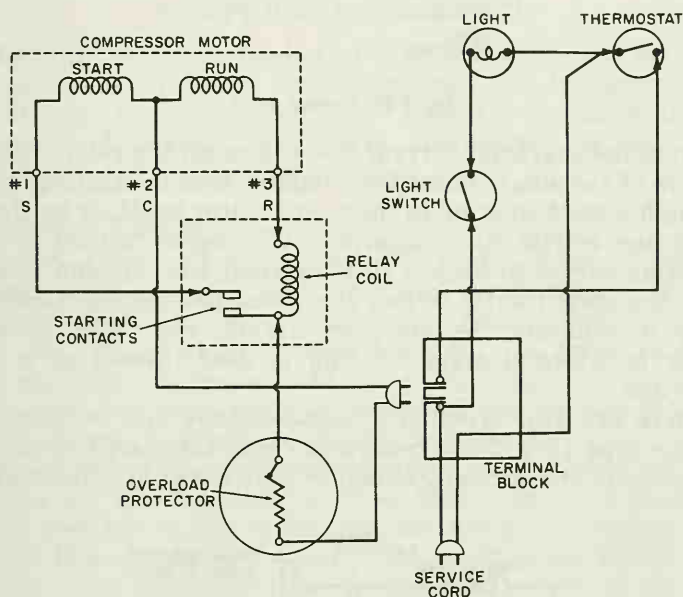 LIGHT
THERMOSTAT
COMPRESSOR MOTOR
START
RUN
#1
#2
#3
S
C
R
LIGHT
SWITCH
RELAY
COIL
STARTING
CONTACTS
OVERLOAD
PROTECTOR
TERMINAL
BLOCK
SERVICE
CORD